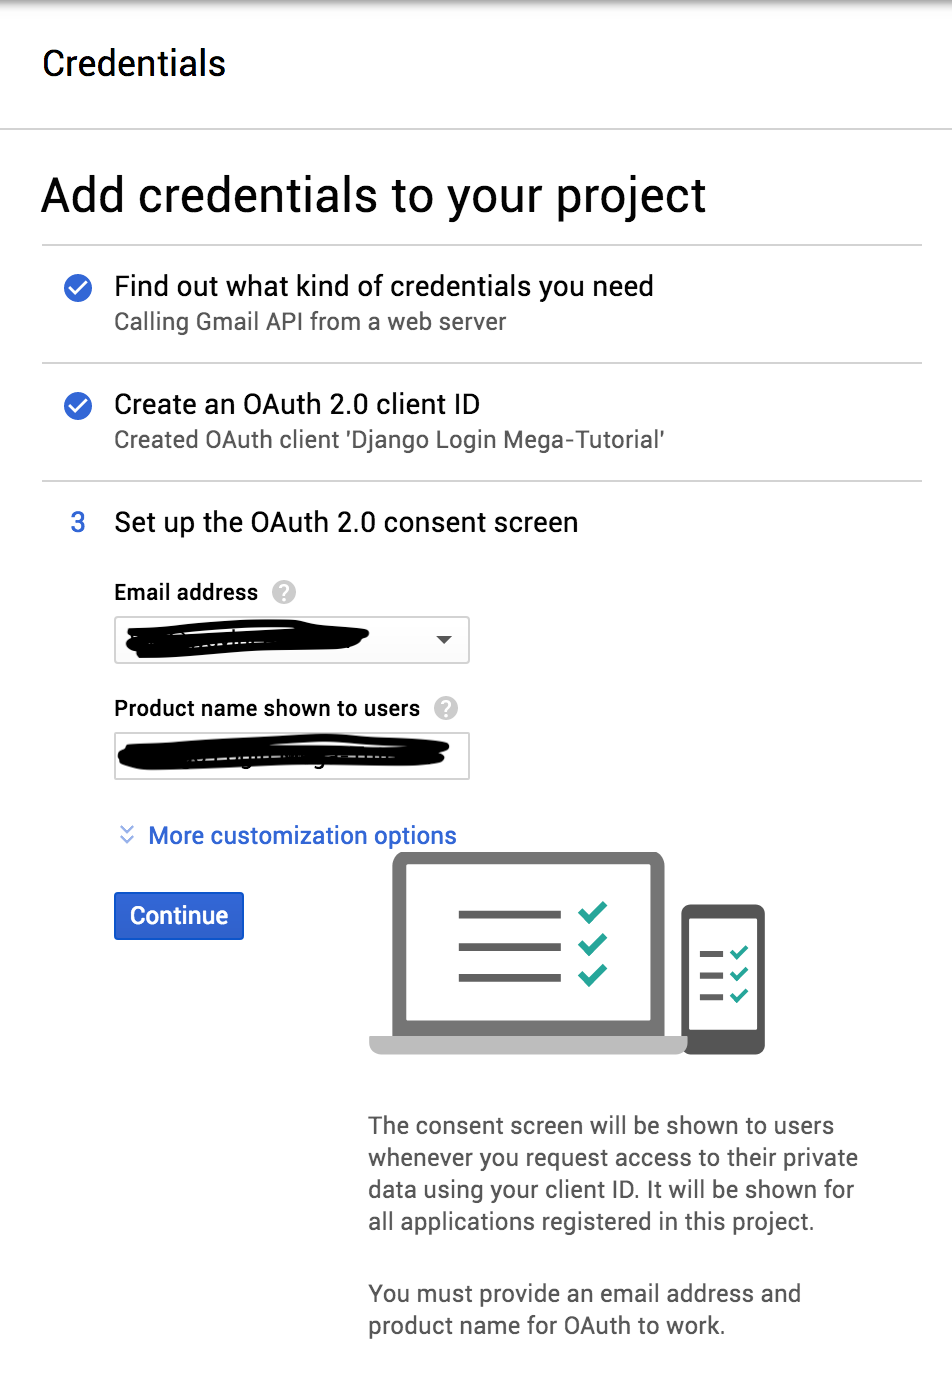 Credentials
Add credentials to your project
Find out what kind of credentials you need
Calling Gmail API from a web server
Create an OAuth 2.0 client ID
Created OAuth client 'Django Login Mega-Tutorial'
3 Set up the OAuth 2.0 consent screen
Email address ?
Product name shown to users ?
More customization options
Continue
The consent screen will be shown to users
whenever you request access to their private
data using your client ID. It will be shown for
all applications registered in this project.
You must provide an email address and
product name for OAuth to work.